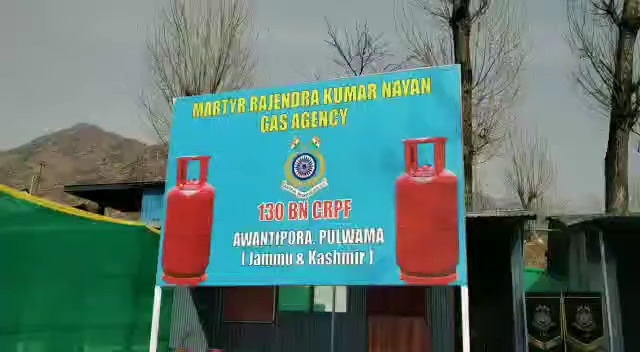 MARTYR RAJENDRA KUMAR NAYAN
GAS AGENCY
130 BN CRPF
AWANTIPORA, PULWAMA
( Jammu & Kashmir )